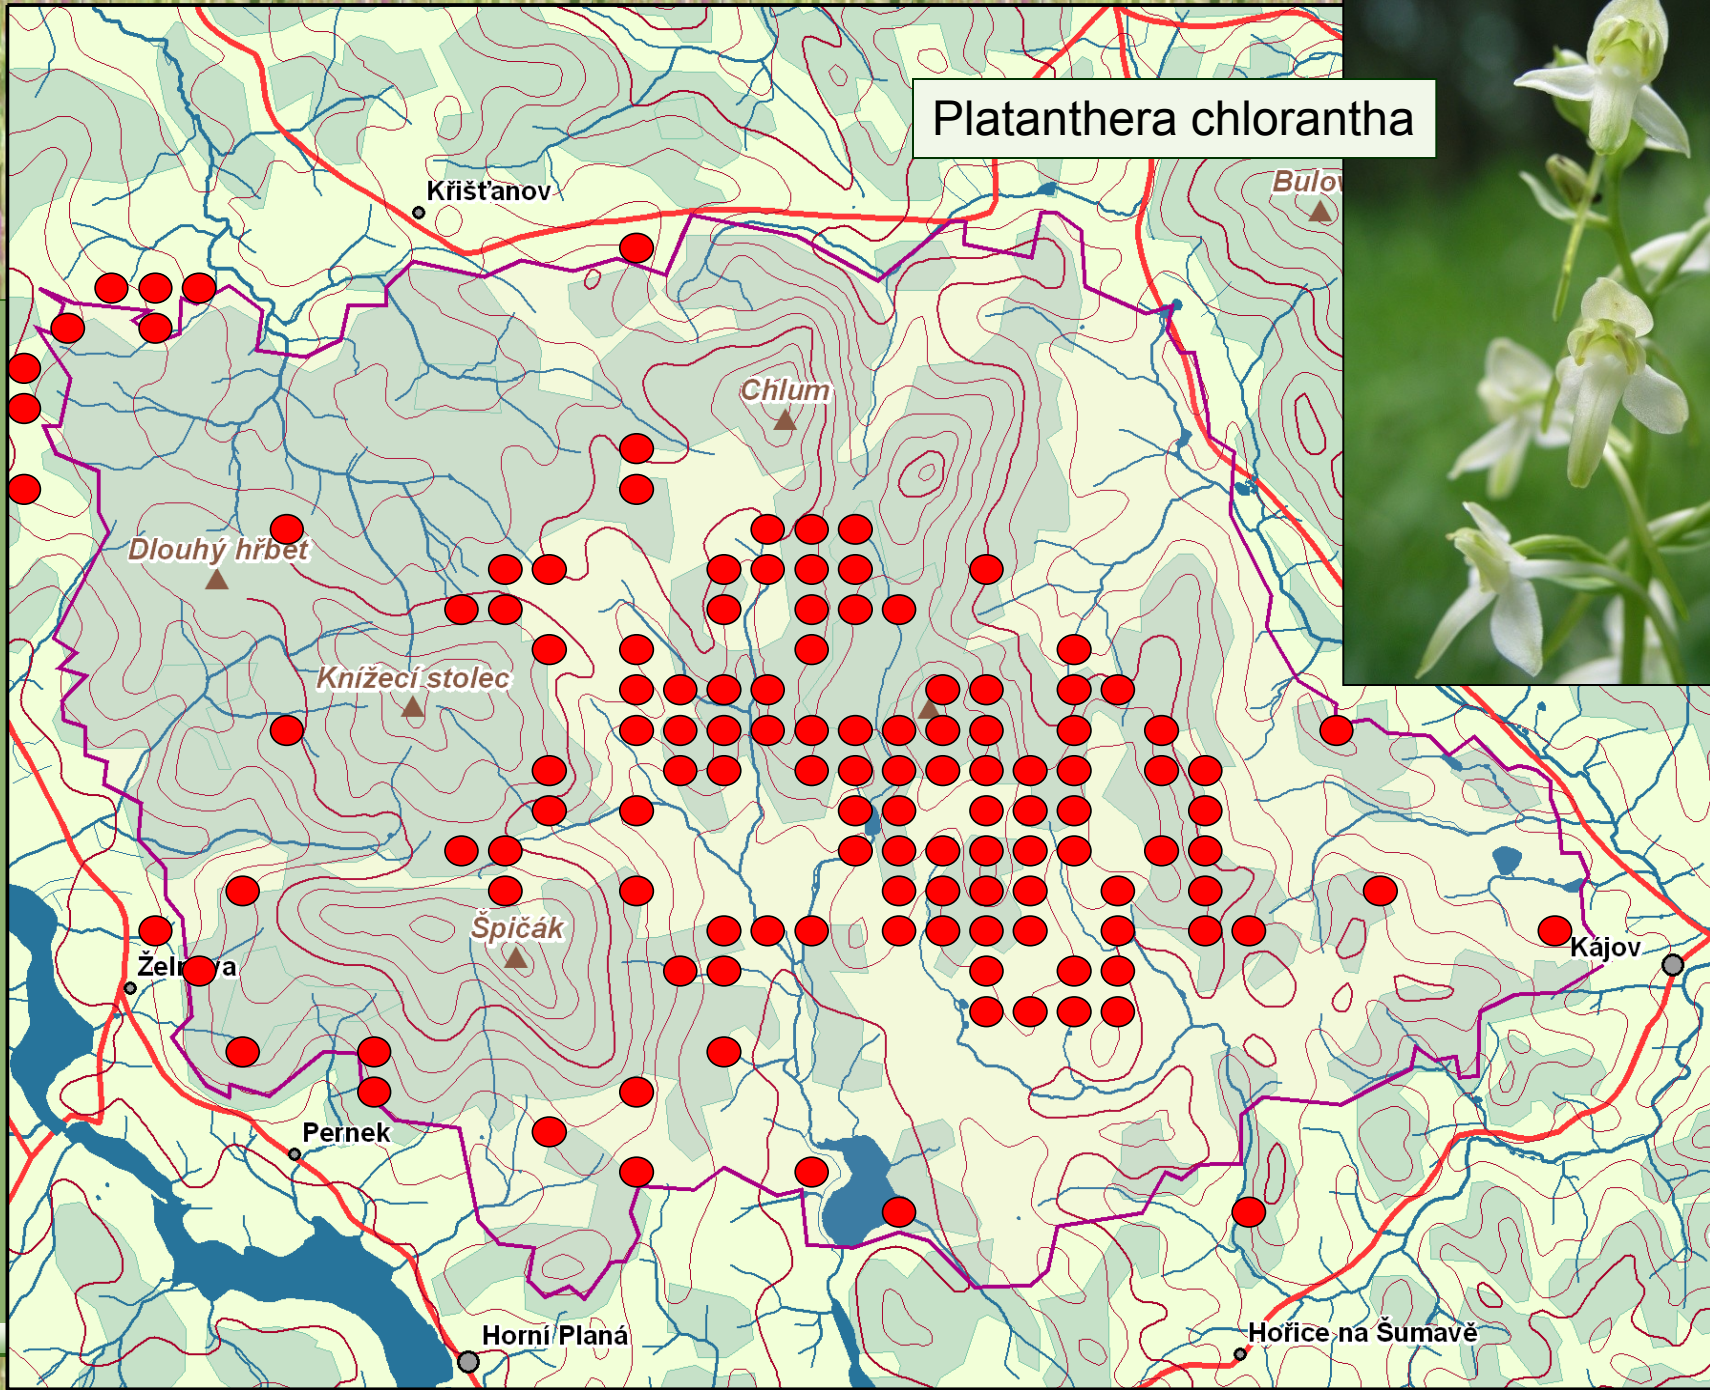 Platanthera chlorantha
Křišťanov
Chlum
Dlouhý hřbet
Knížecí stolec
Špičák
Kájov
Pernek
Horní Planá
Hořice na Šumavě